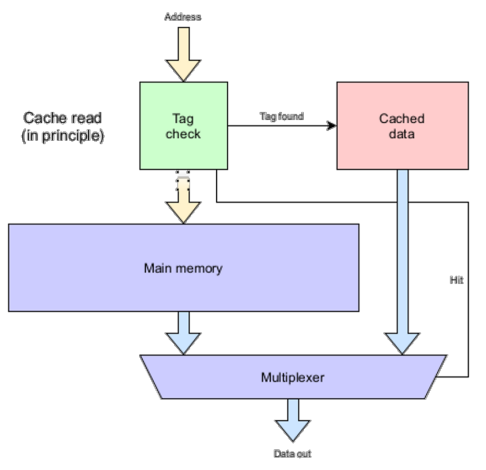 Address
Cache read
(in principle)
Tag
check
Tag found
Cached
data
Main memory
Hit
Multiplexer
Data out